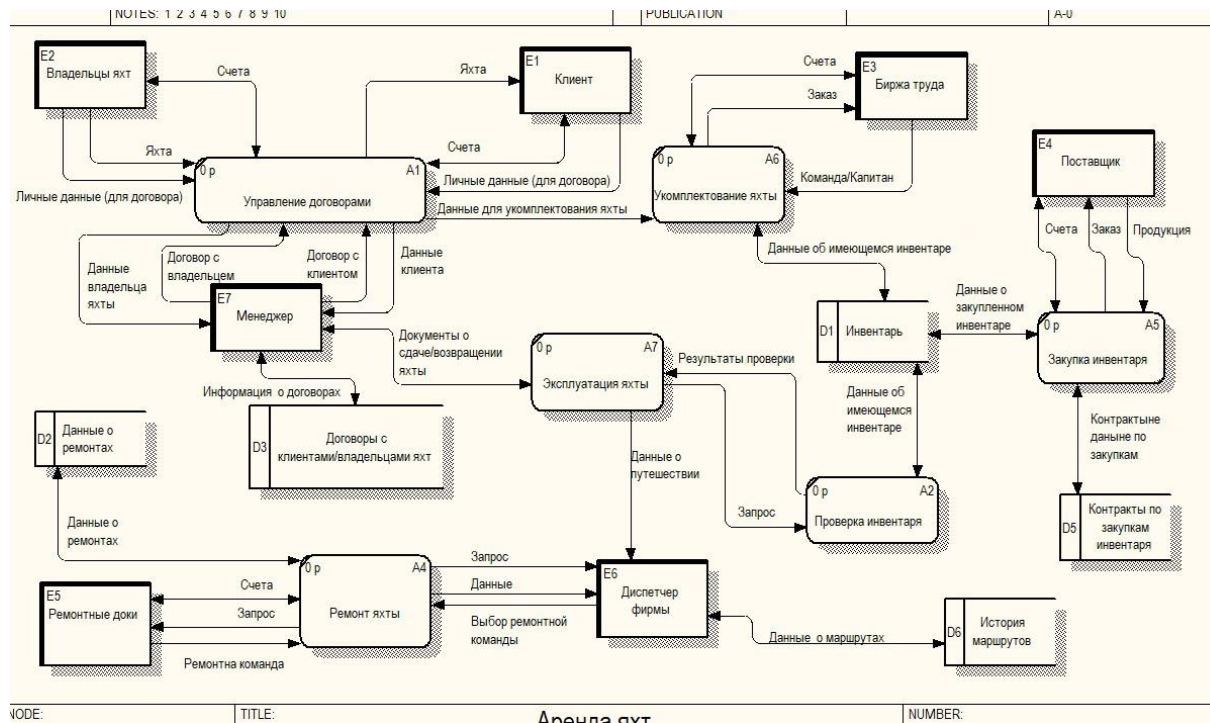 NOTES: 1 2 3 4 5 6 7 8 9 10
PUBLICATION
A-0
E2
Владельцы яхт
Счета
Яхта
E1
Клиент
Счета
E3
Биржа труда
Заказ
E4
Поставщик
Яхта
Счета
Личные данные (для договора)
0 р
A1
Управление договорами
Личные данные (для договора)
Данные для укомплектования яхты
0 р
A6
Укомплектование яхты
Команда/Капитан
Счета
Заказ
Продукция
Данные
владельца
яхты
Договор с
владельцем
Договор с
клиентом
Данные
клиента
Данные об имеющемся инвентаре
E7
Менеджер
Документы о
сдаче/возвращении
яхты
0 р
A7
Эксплуатация яхты
Результаты проверки
D1
Инвентарь
Данные о
закупленном
инвентаре
0 р
A5
Закупка инвентаря
Информация о договорах
D2
Данные о
ремонтах
D3
Договоры с
клиентами/владельцами яхт
Данные о
путешествии
Данные об
имеющемся
инвентаре
Контрактыне
даныне по
закупкам
Данные о
ремонтах
Запрос
0 р
A2
Проверка инвентаря
D5
Контракты по
закупкам
инвентаря
E5
Ремонтные доки
Счета
Запрос
Ремонтна команда
0 р
A4
Ремонт яхты
Запрос
Данные
Выбор ремонтной
команды
E6
Диспетчер
фирмы
Данные о маршрутах
D6
История
маршрутов
NODE:
TITLE:
Аренда яхт
NUMBER: